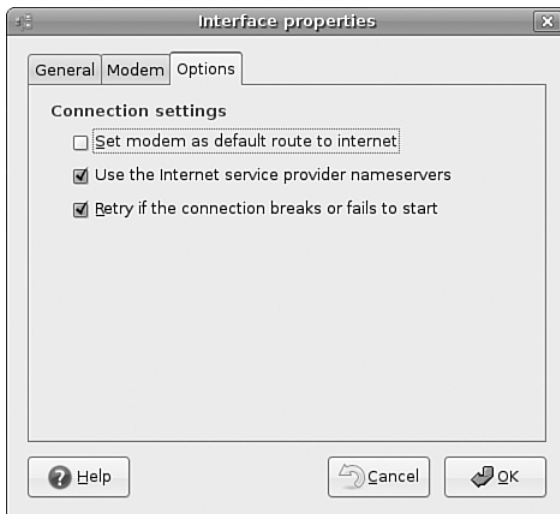 Interface properties
General Modem Options
Connection settings
Set modem as default route to internet
Use the Internet service provider nameservers
Retry if the connection breaks or fails to start
Help Cancel OK